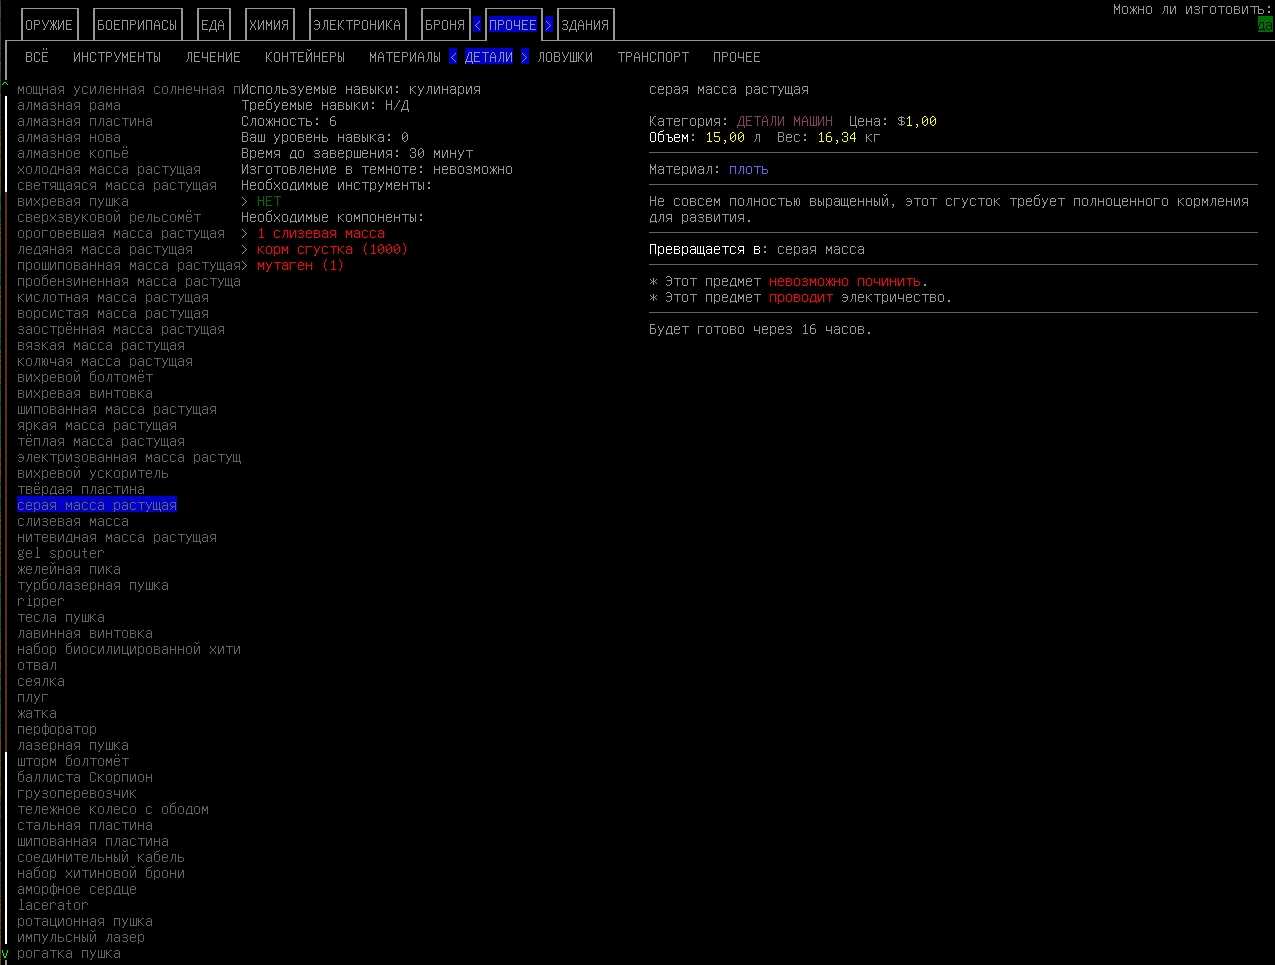 Можно ли изготовить:
да
ОРУЖИЕ БОЕПРИПАСЫ ЕДА ХИМИЯ ЭЛЕКТРОНИКА БРОНЯ < ПРОЧЕЕ > ЗДАНИЯ
ВСЁ ИНСТРУМЕНТЫ ЛЕЧЕНИЕ КОНТЕЙНЕРЫ МАТЕРИАЛЫ < ДЕТАЛИ > ЛОВУШКИ ТРАНСПОРТ ПРОЧЕЕ
^
мощная усиленная солнечная п
алмазная рама
алмазная пластина
алмазная нова
алмазное копьё
холодная масса растущая
светящаяся масса растущая
вихревая пушка
сверхзвуковой рельсомёт
ороговевшая масса растущая
ледяная масса растущая
прошипованная масса растущая
пробензиненная масса растуща
кислотная масса растущая
ворсистая масса растущая
заострённая масса растущая
вязкая масса растущая
колючая масса растущая
вихревой болтомёт
вихревая винтовка
шипованная масса растущая
яркая масса растущая
тёплая масса растущая
электризованная масса растущ
вихревой ускоритель
твёрдая пластина
серая масса растущая
слизевая масса
нитевидная масса растущая
gel spouter
желейная пика
турболазерная пушка
ripper
тесла пушка
лавинная винтовка
набор биосилицированной хити
отвал
сеялка
плуг
жатка
перфоратор
лазерная пушка
шторм болтомёт
баллиста Скорпион
грузоперевозчик
тележное колесо с ободом
стальная пластина
шипованная пластина
соединительный кабель
набор хитиновой брони
аморфное сердце
lacerator
ротационная пушка
импульсный лазер
v рогатка пушка
Используемые навыки: кулинария
Требуемые навыки: Н/Д
Сложность: 6
Ваш уровень навыка: 0
Время до завершения: 30 минут
Изготовление в темноте: невозможно
Необходимые инструменты:
> НЕТ
Необходимые компоненты:
> 1 слизевая масса
> корм сгустка (1000)
> мутаген (1)
серая масса растущая
Категория: ДЕТАЛИ МАШИН Цена: $1,00
Объем: 15,00 л Вес: 16,34 кг
Материал: плоть
Не совсем полностью выращенный, этот сгусток требует полноценного кормления
для развития.
Превращается в: серая масса
* Этот предмет невозможно починить.
* Этот предмет проводит электричество.
Будет готово через 16 часов.